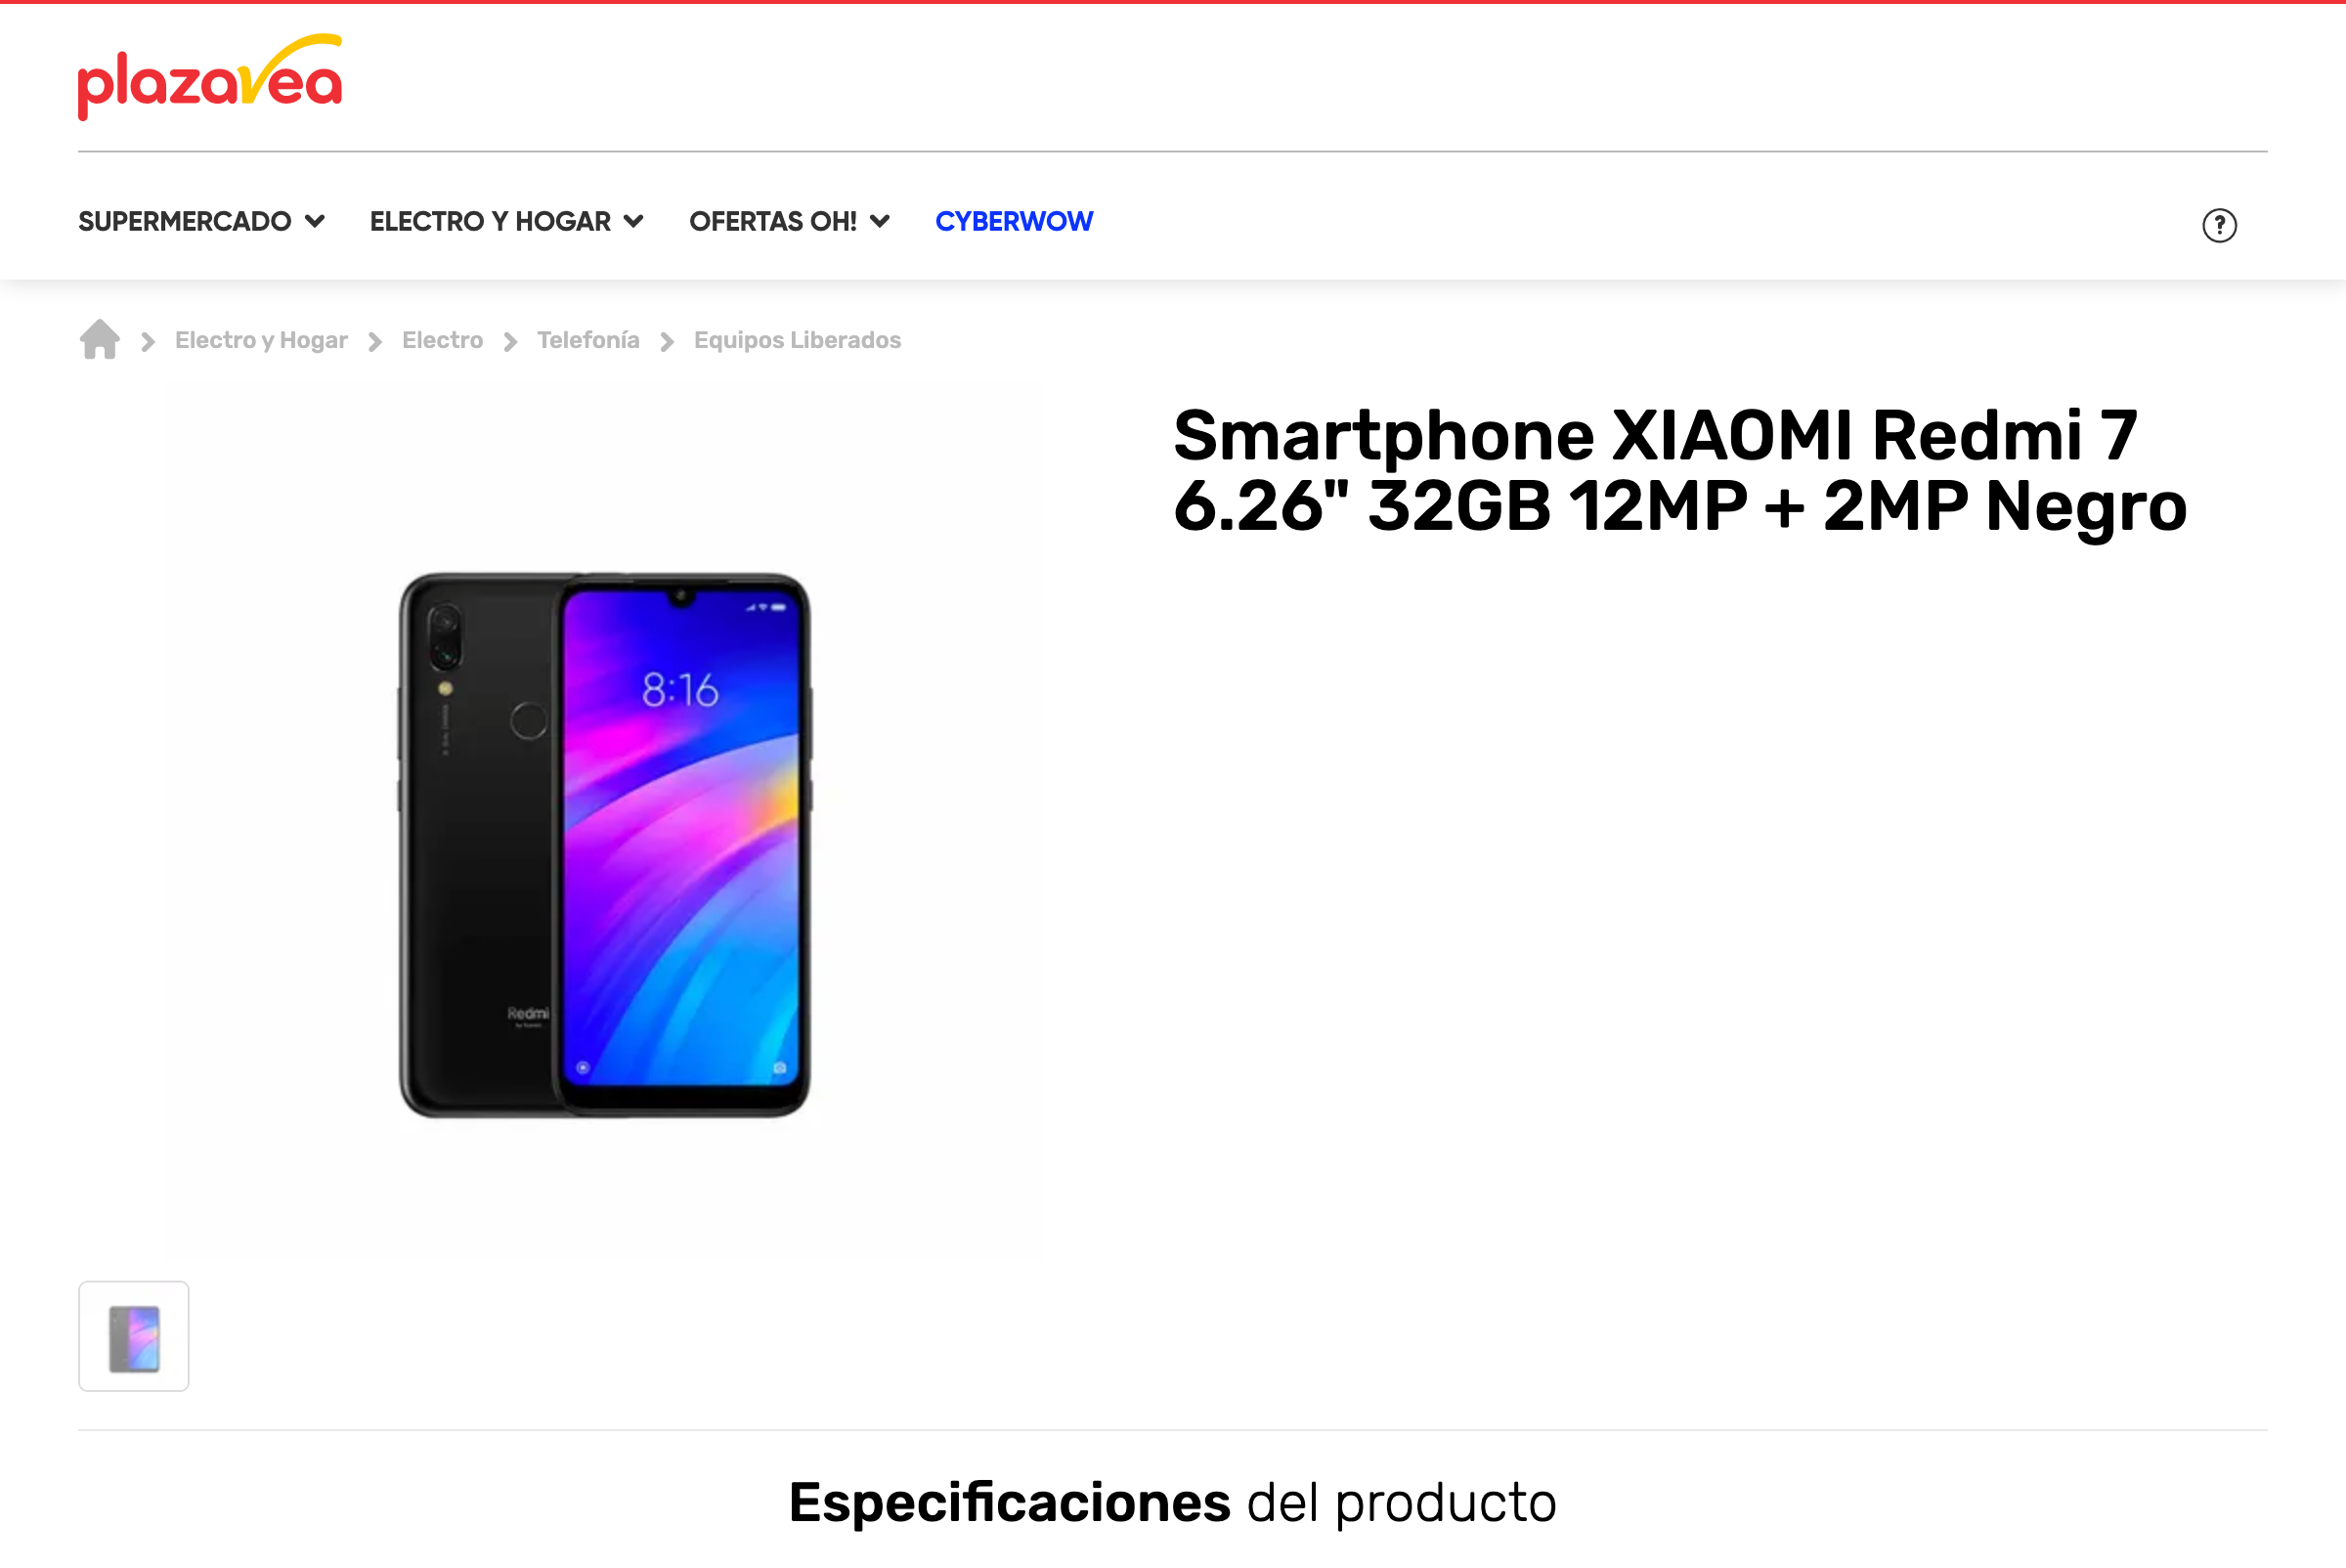 plazavea
SUPERMERCADO ELECTRO Y HOGAR OFERTAS OH! CYBERWOW ?
Electro y Hogar Electro Telefonía Equipos Liberados
Smartphone XIAOMI Redmi 7
6.26" 32GB 12MP + 2MP Negro
8:16
Redmi
Especificaciones del producto